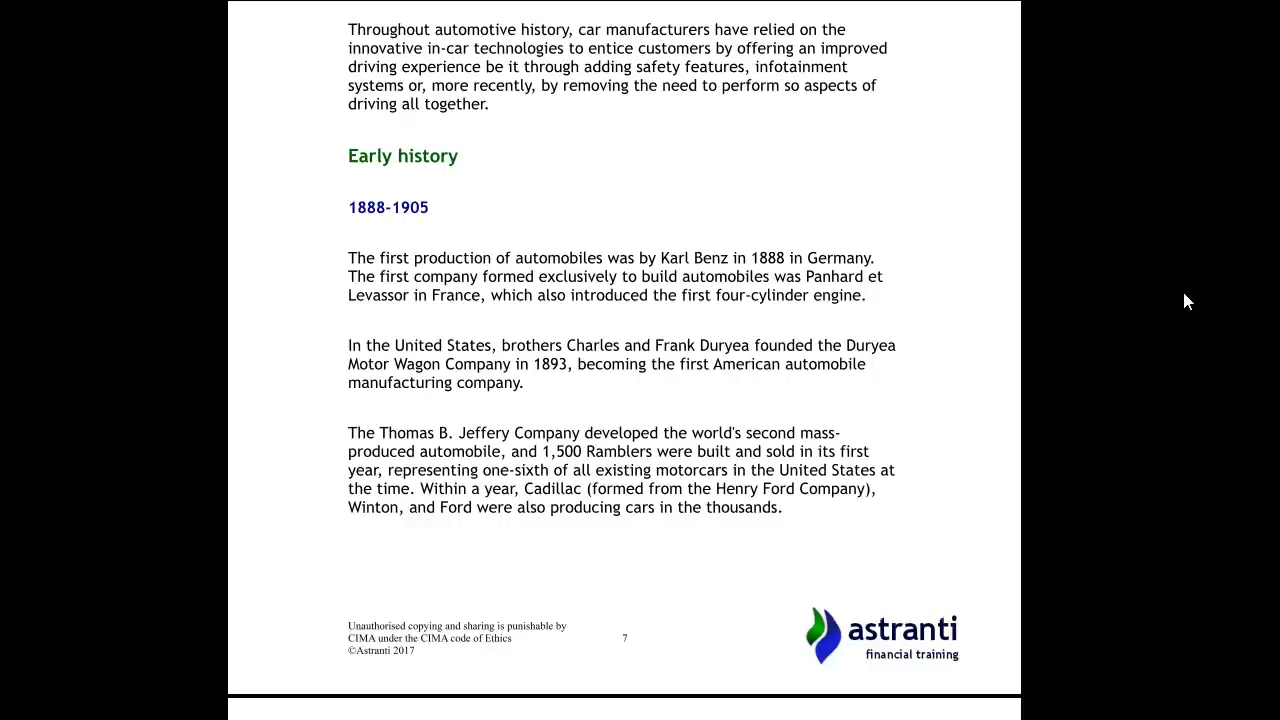 Throughout automotive history, car manufacturers have relied on the
innovative in-car technologies to entice customers by offering an improved
driving experience be it through adding safety features, infotainment
systems or, more recently, by removing the need to perform so aspects of
driving all together.
Early history
1888-1905
The first production of automobiles was by Karl Benz in 1888 in Germany.
The first company formed exclusively to build automobiles was Panhard et
Levassor in France, which also introduced the first four-cylinder engine.
In the United States, brothers Charles and Frank Duryea founded the Duryea
Motor Wagon Company in 1893, becoming the first American automobile
manufacturing company.
The Thomas B. Jeffery Company developed the world's second mass-
produced automobile, and 1,500 Ramblers were built and sold in its first
year, representing one-sixth of all existing motorcars in the United States at
the time. Within a year, Cadillac (formed from the Henry Ford Company),
Winton, and Ford were also producing cars in the thousands.
Unauthorised copying and sharing is punishable by
CIMA under the CIMA code of Ethics
©Astranti 2017
7
astranti
financial training